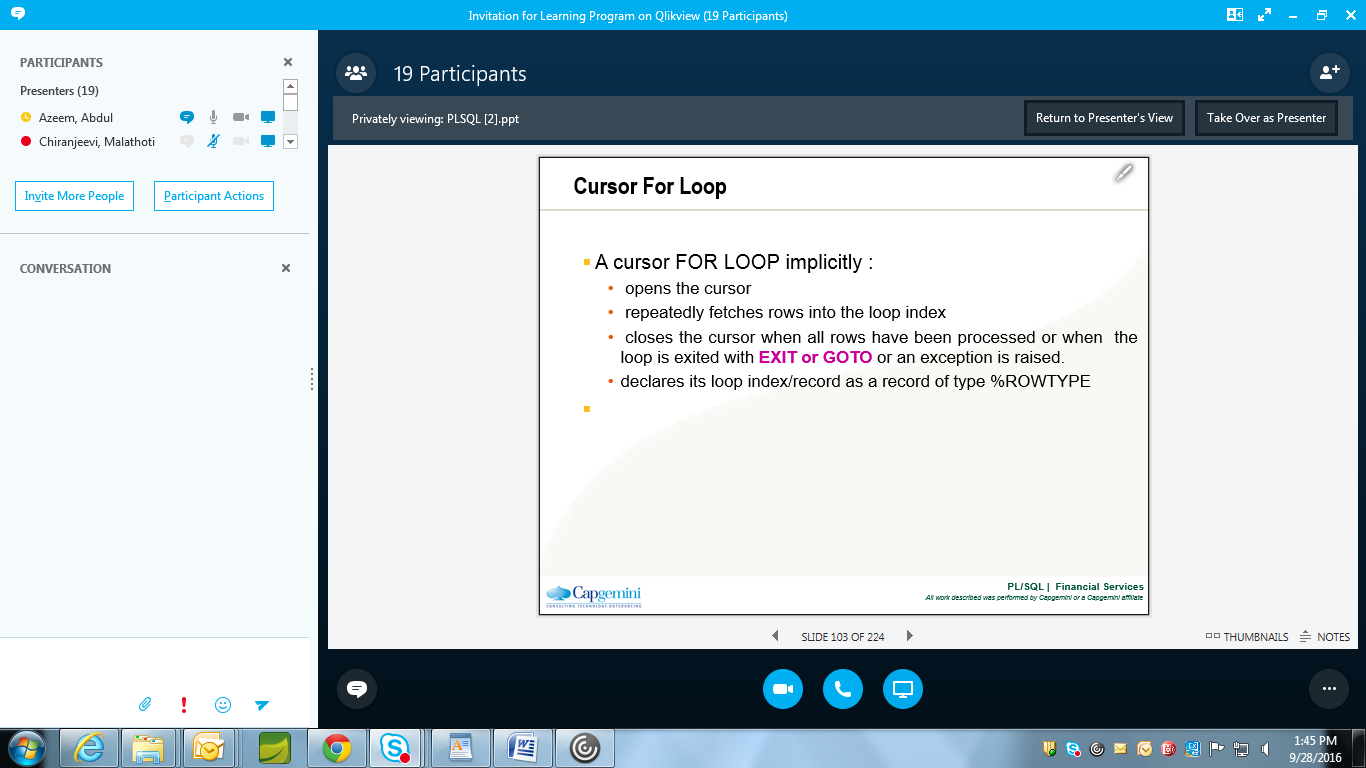 Invitation for Learning Program on Qlikview (19 Participants)
PARTICIPANTS
Presenters (19)
Azeem, Abdul
Chiranjeevi, Malathoti
Invite More People
Participant Actions
CONVERSATION
19 Participants
Privately viewing: PLSQL [2].ppt
Return to Presenter's View
Take Over as Presenter
Cursor For Loop
A cursor FOR LOOP implicitly :
opens the cursor
repeatedly fetches rows into the loop index
closes the cursor when all rows have been processed or when the
loop is exited with EXIT or GOTO or an exception is raised.
declares its loop index/record as a record of type %ROWTYPE
Capgemini
CONSULTING.TECHNOLOGY.OUTSOURCING
PL/SQL | Financial Services
All work described was performed by Capgemini or a Capgemini affiliate
SLIDE 103 OF 224
THUMBNAILS
NOTES
1:45 PM
9/28/2016